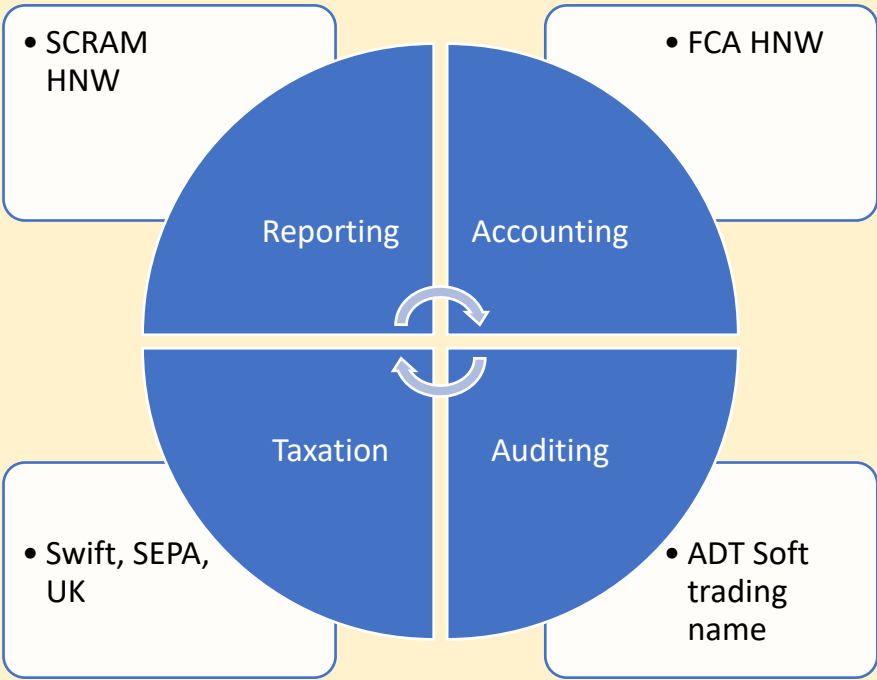 • SCRAM
HNW
• FCA HNW
Reporting
Accounting
Taxation
Auditing
• Swift, SEPA,
UK
• ADT Soft
trading
name